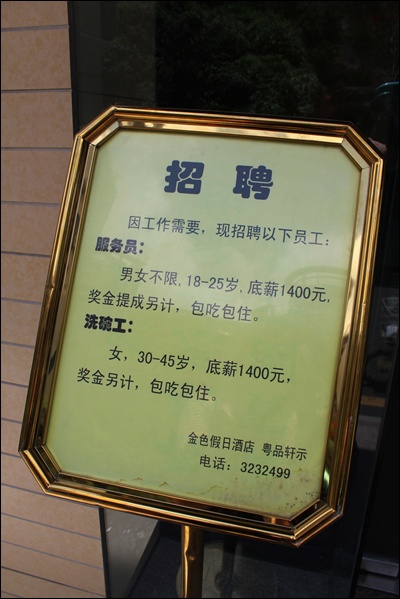 招 聘
因工作需要，现招聘以下员工：
服务员：
男女不限，18-25岁，底薪1400元，
奖金提成另计，包吃包住。
洗碗工：
女，30-45岁，底薪1400元，
奖金另计，包吃包住。
金色假日酒店 粤品轩示
电话：3232499